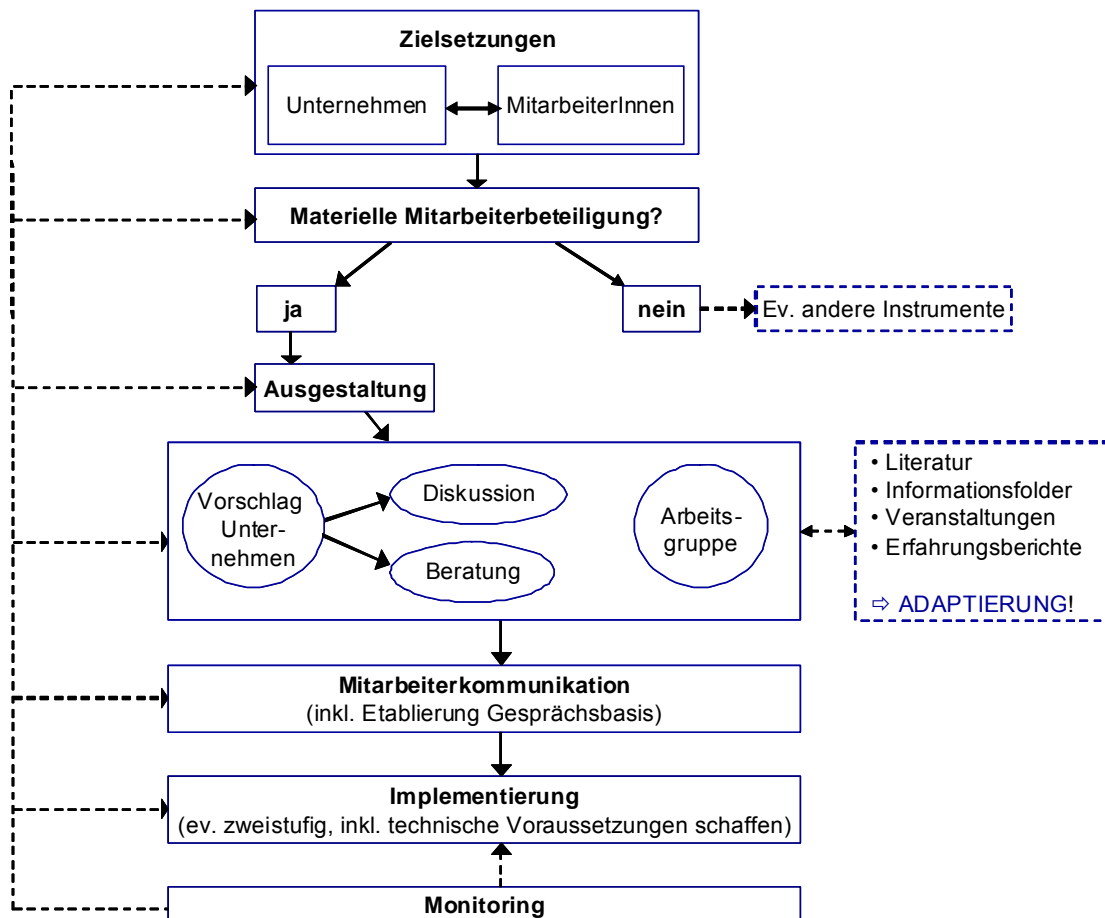 Zielsetzungen
Unternehmen
MitarbeiterInnen
Materielle Mitarbeiterbeteiligung?
ja
nein
Ev. andere Instrumente
Ausgestaltung
Vorschlag
Unter-
nehmen
Diskussion
Beratung
Arbeits-
gruppe
• Literatur
• Informationsfolder
• Veranstaltungen
• Erfahrungsberichte
⇨ ADAPTIERUNG!
Mitarbeiterkommunikation
(inkl. Etablierung Gesprächsbasis)
Implementierung
(ev. zweistufig, inkl. technische Voraussetzungen schaffen)
Monitoring